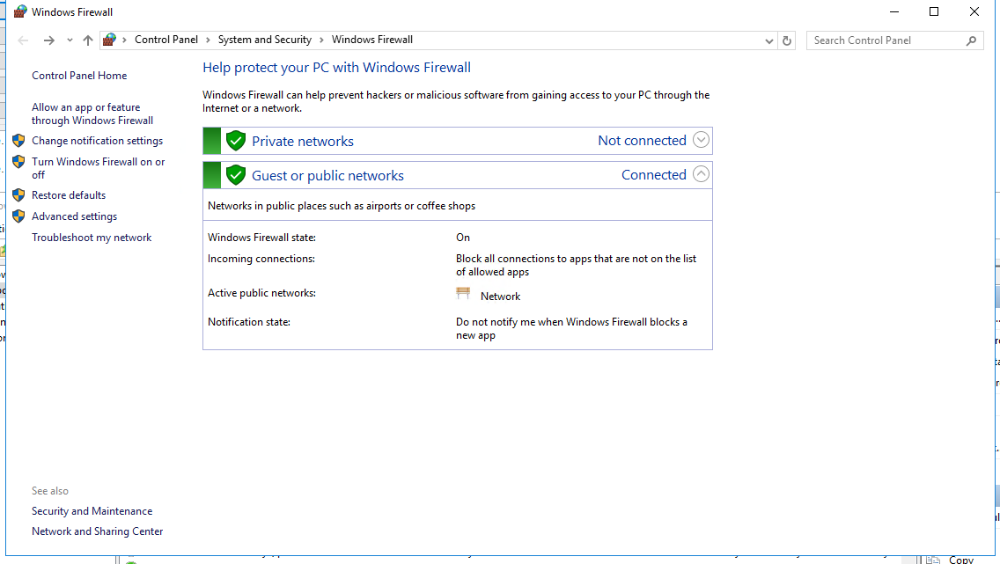 Windows Firewall
Control Panel > System and Security > Windows Firewall
Search Control Panel
Control Panel Home
Allow an app or feature
through Windows Firewall
Change notification settings
Turn Windows Firewall on or
off
Restore defaults
Advanced settings
Troubleshoot my network
See also
Security and Maintenance
Network and Sharing Center
Help protect your PC with Windows Firewall
Windows Firewall can help prevent hackers or malicious software from gaining access to your PC through the
Internet or a network.
Private networks Not connected
Guest or public networks Connected
Networks in public places such as airports or coffee shops
Windows Firewall state: On
Incoming connections: Block all connections to apps that are not on the list
of allowed apps
Active public networks: Network
Notification state: Do not notify me when Windows Firewall blocks a
new app
Copy